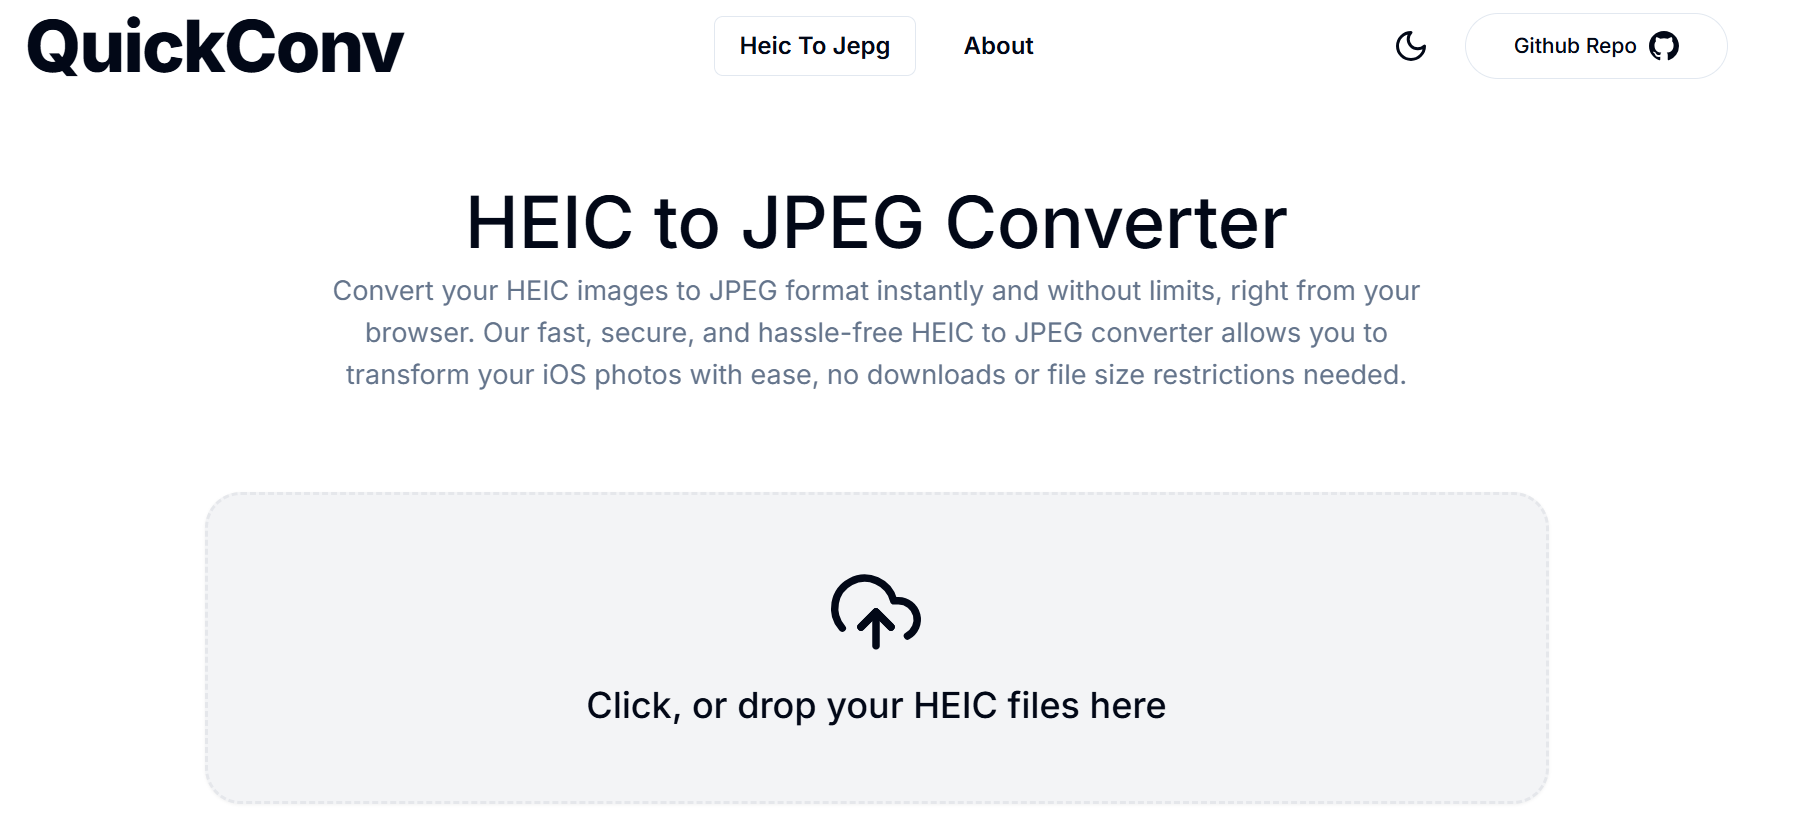 QuickConv
Heic To Jepg
About
Github Repo
HEIC to JPEG Converter
Convert your HEIC images to JPEG format instantly and without limits, right from your
browser. Our fast, secure, and hassle-free HEIC to JPEG converter allows you to
transform your iOS photos with ease, no downloads or file size restrictions needed.
Click, or drop your HEIC files here